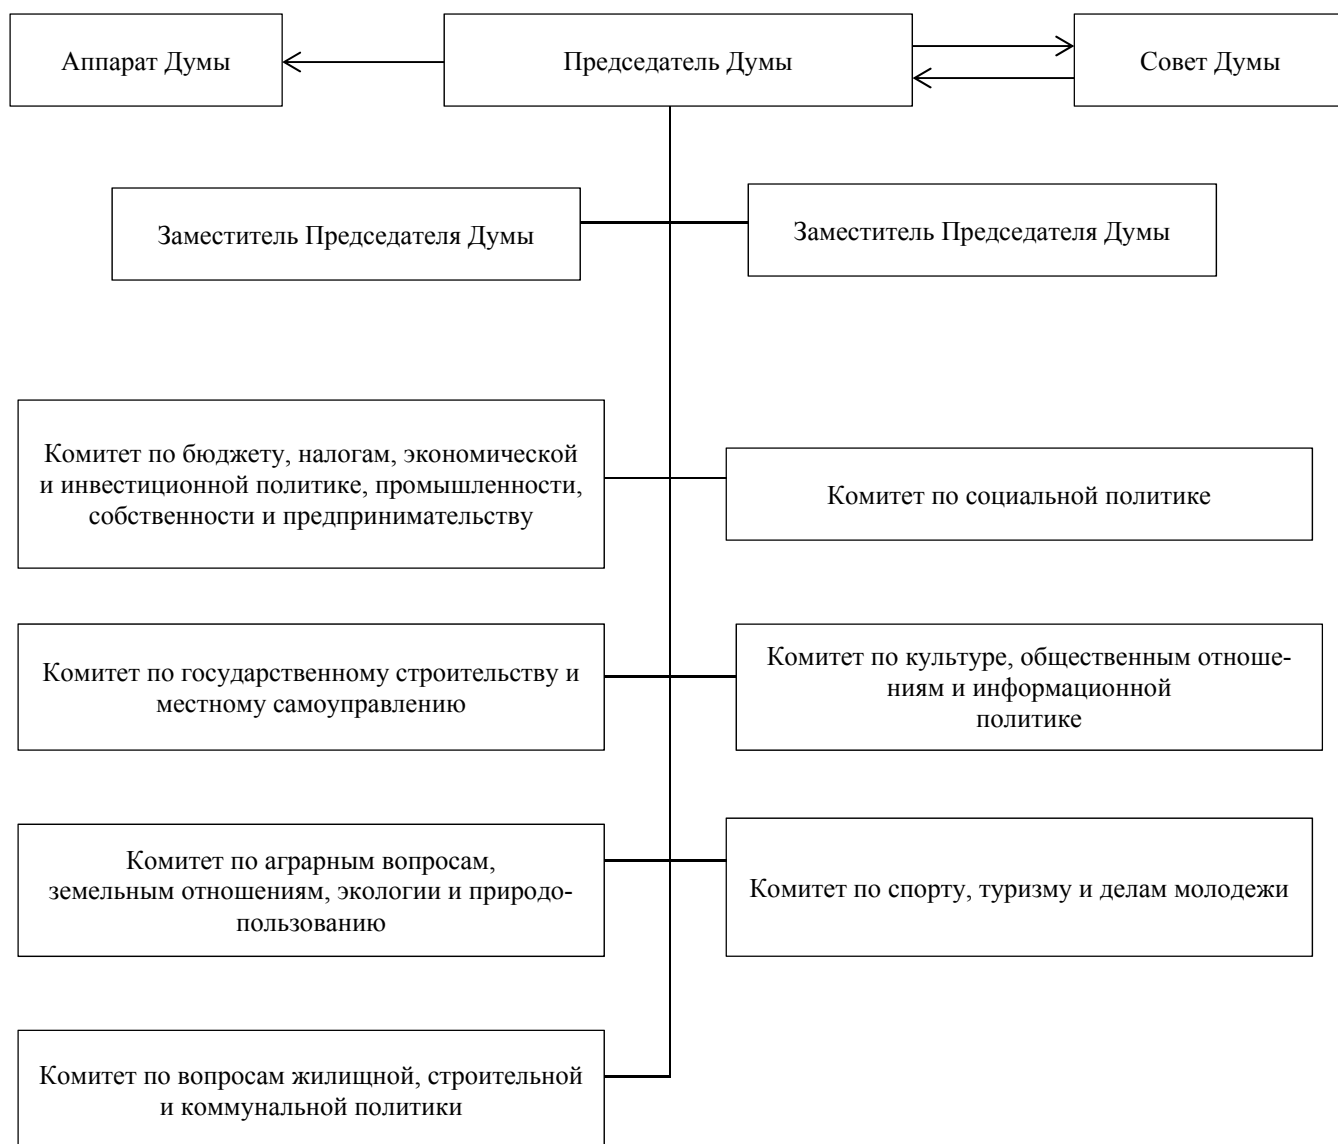 Аппарат Думы
Председатель Думы
Совет Думы
Заместитель Председателя Думы
Заместитель Председателя Думы
Комитет по бюджету, налогам, экономической
и инвестиционной политике, промышленности,
собственности и предпринимательству
Комитет по социальной политике
Комитет по государственному строительству и
местному самоуправлению
Комитет по культуре, общественным отноше-
ниям и информационной
политике
Комитет по аграрным вопросам,
земельным отношениям, экологии и природо-
пользованию
Комитет по спорту, туризму и делам молодежи
Комитет по вопросам жилищной, строительной
и коммунальной политики